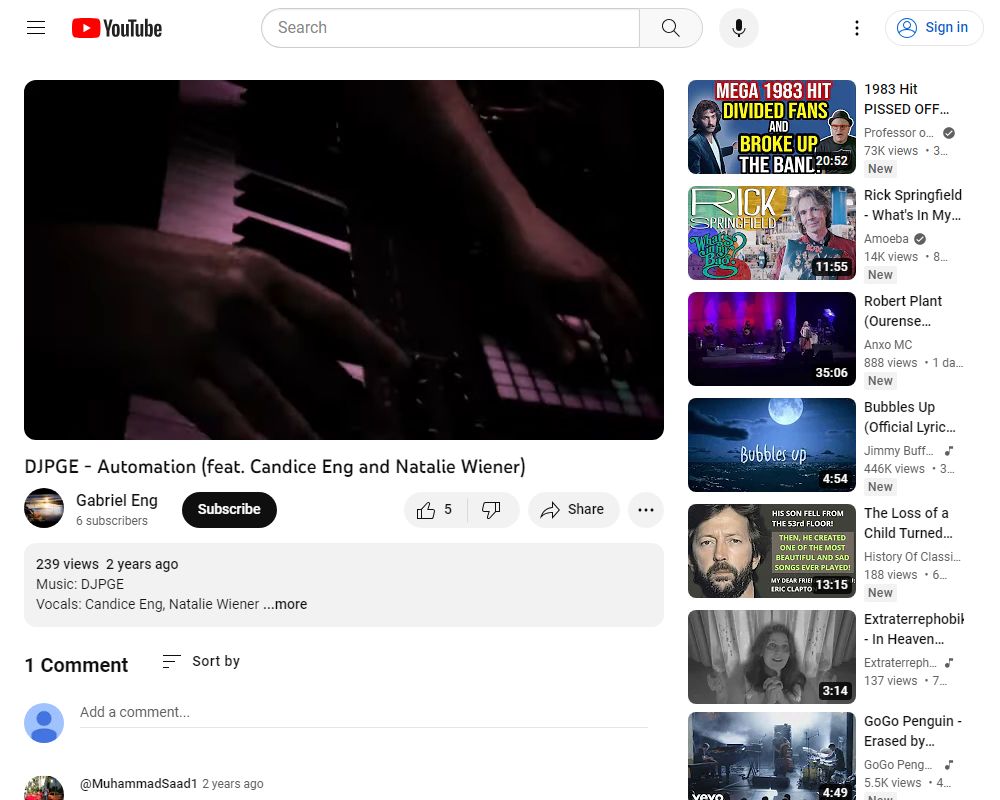 YouTube
Search
Sign in
DJPGE - Automation (feat. Candice Eng and Natalie Wiener)
Gabriel Eng
6 subscribers
Subscribe
5
Share
239 views 2 years ago
Music: DJPGE
Vocals: Candice Eng, Natalie Wiener ...more
1 Comment
Sort by
Add a comment...
@MuhammadSaad1 2 years ago
MEGA 1983 HIT
DIVIDED FANS
AND
BROKE UP
THE BAND!
20:52
1983 Hit
PISSED OFF...
Professor o...
73K views • 3...
New
RICK
SPRINGFIELD
What's in my Bag?
11:55
Rick Springfield
- What's In My...
Amoeba
14K views • 8...
New
35:06
Robert Plant
(Ourense...
Anxo MC
888 views • 1 da...
New
Bubbles up
4:54
Bubbles Up
(Official Lyric...
Jimmy Buff...
446K views • 3...
New
HIS SON FELL FROM
THE 53rd FLOOR!
THEN, HE CREATED
ONE OF THE MOST
BEAUTIFUL AND SAD
SONGS EVER PLAYED!
MY DEAR
ERIC
13:15
The Loss of a
Child Turned...
History Of Classi...
188 views • 6...
New
3:14
Extraterrephobik
- In Heaven...
Extraterreph...
137 views • 7...
vevo
4:49
GoGo Penguin -
Erased by...
GoGo Peng...
5.5K views • 4...
New